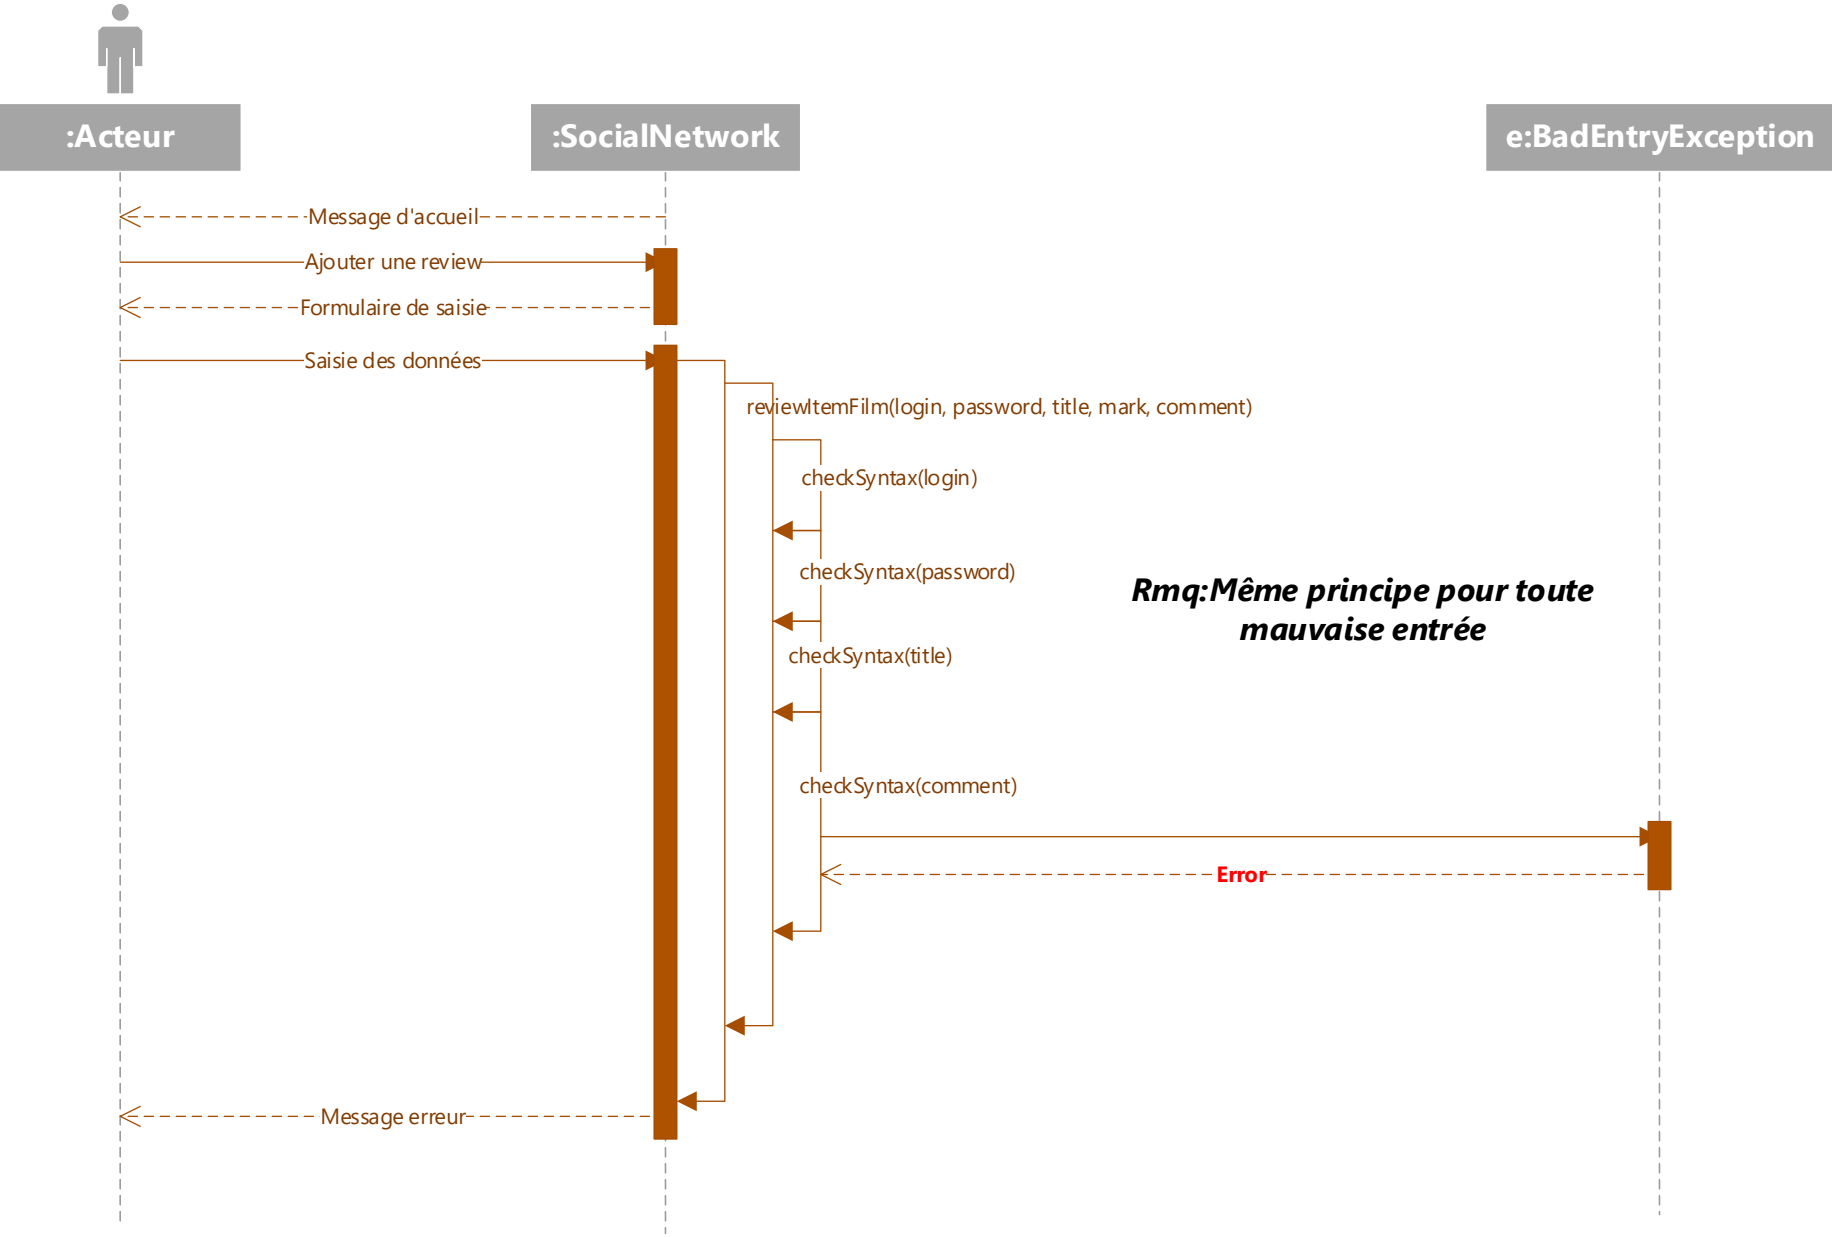 :Acteur
:SocialNetwork
e:BadEntryException
Message d'accueil
Ajouter une review
Formulaire de saisie
Saisie des données
reviewItemFilm(login, password, title, mark, comment)
checkSyntax(login)
checkSyntax(password)
Rmq:Même principe pour toute
mauvaise entrée
checkSyntax(title)
checkSyntax(comment)
Error
Message erreur